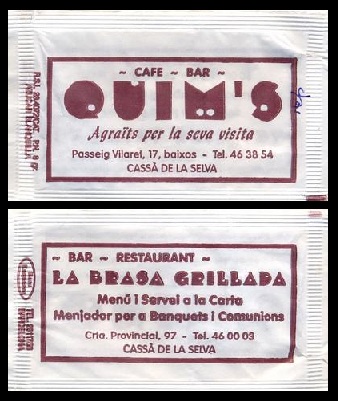 ~ CAFE - BAR ~
QUIM'S
Agraïts per la seva visita
Passeig Vilaret, 17, baixos - Tel. 46 38 54
CASSÀ DE LA SELVA
~ BAR ~ RESTAURANT ~
LA BRASA GRILLADA
Menú i Servei a la Carta
Menjador per a Banquets i Comunions
Crta. Provincial, 97 - Tel. 46 00 03
CASSÀ DE LA SELVA